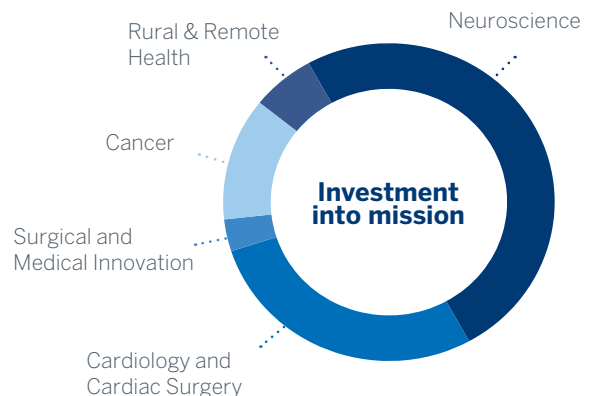 Neuroscience
Rural & Remote
Health
Cancer
Investment
into mission
Surgical and
Medical Innovation
Cardiology and
Cardiac Surgery